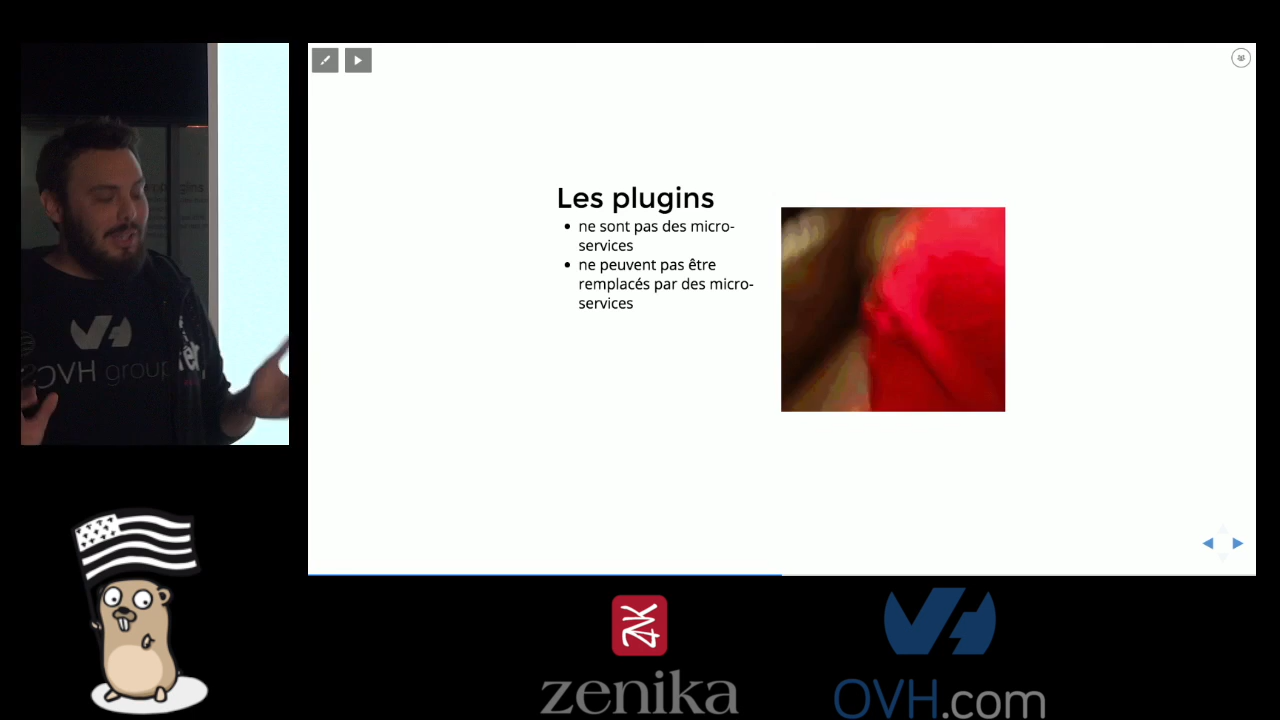 Les plugins
ne sont pas des micro-
services
ne peuvent pas être
remplacés par des micro-
services
OVH group
zenika
OVH.com